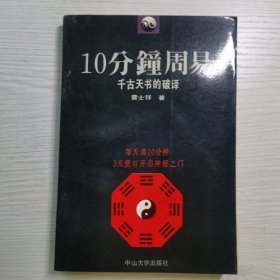 10分鐘周易
千古天书的破译
雷士铎 著
每天读10分钟
3天便可开启神秘之门
中山大学出版社